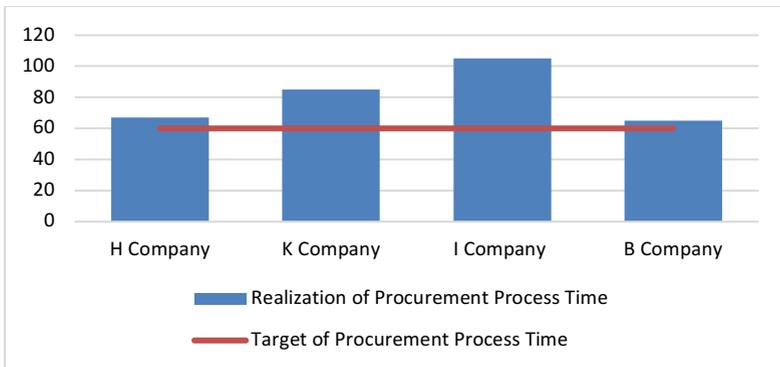 120
100
80
60
40
20
0
H Company K Company I Company B Company
Realization of Procurement Process Time
Target of Procurement Process Time